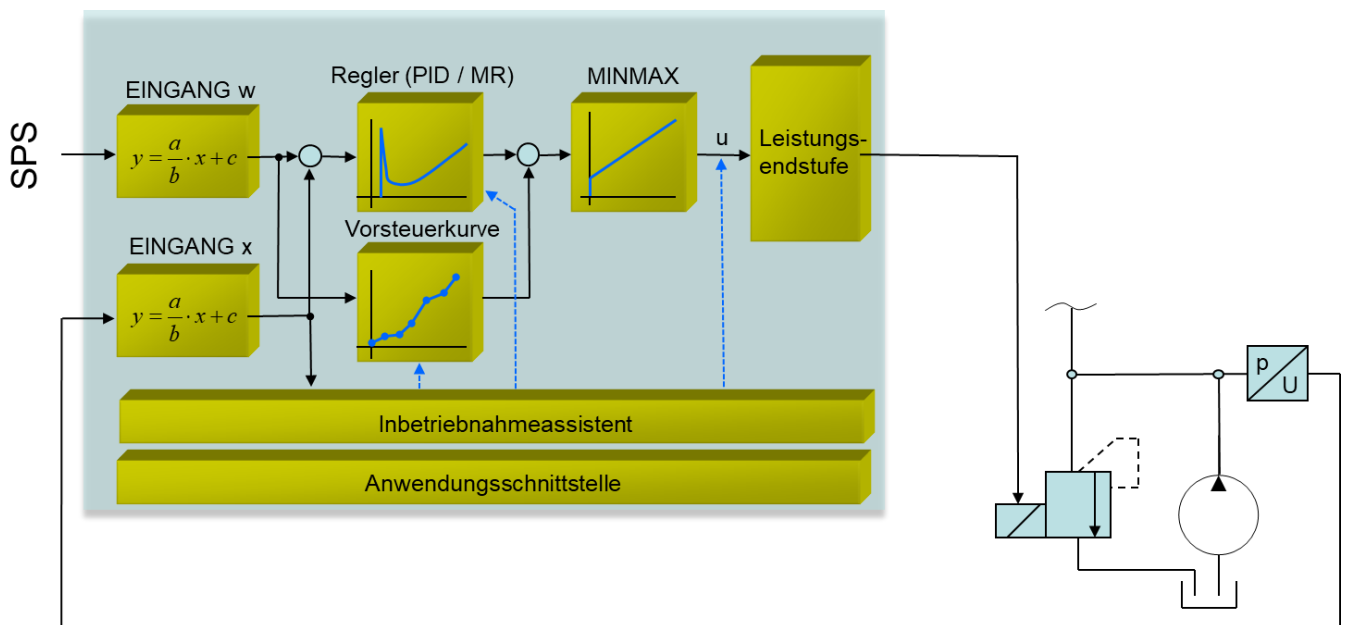 SPS
EINGANG w
y = a/b · x + c
EINGANG x
y = a/b · x + c
Regler (PID / MR)
Vorsteuerkurve
MINMAX
u
Leistungs-
endstufe
Inbetriebnahmeassistent
Anwendungsschnittstelle
p
U